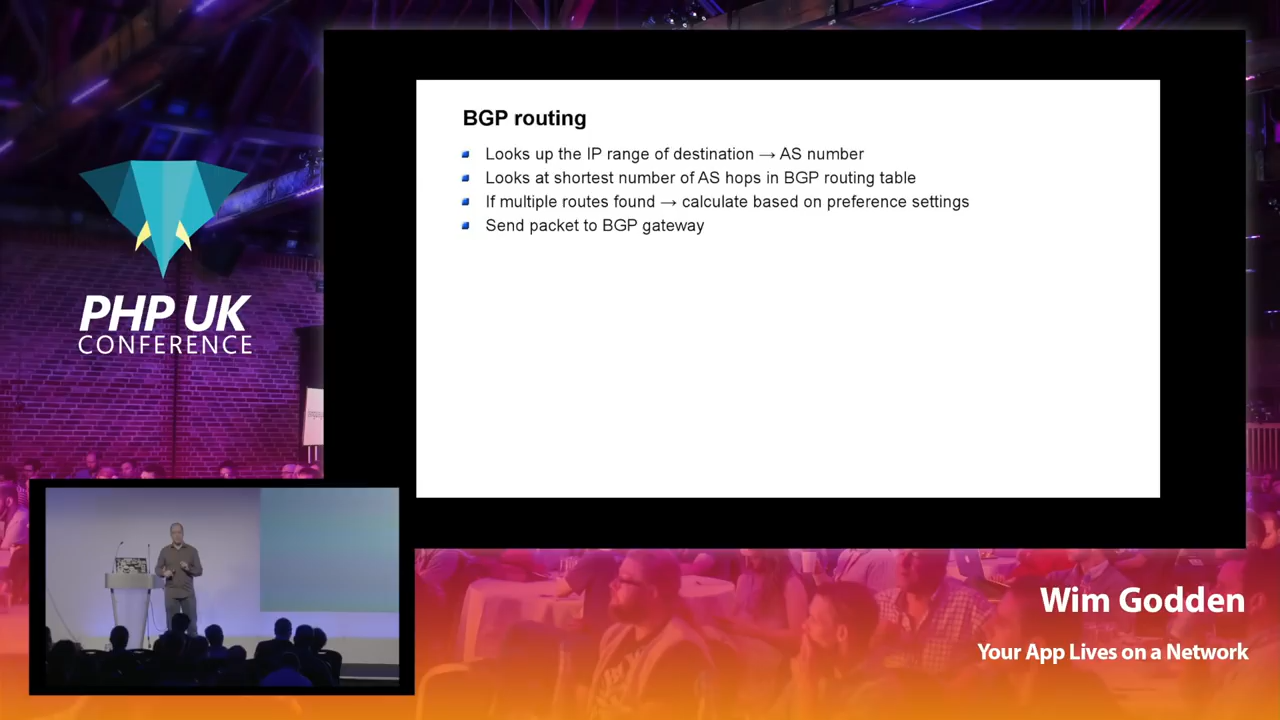 BGP routing
Looks up the IP range of destination → AS number
Looks at shortest number of AS hops in BGP routing table
If multiple routes found → calculate based on preference settings
Send packet to BGP gateway
PHP UK
CONFERENCE
Wim Godden
Your App Lives on a Network